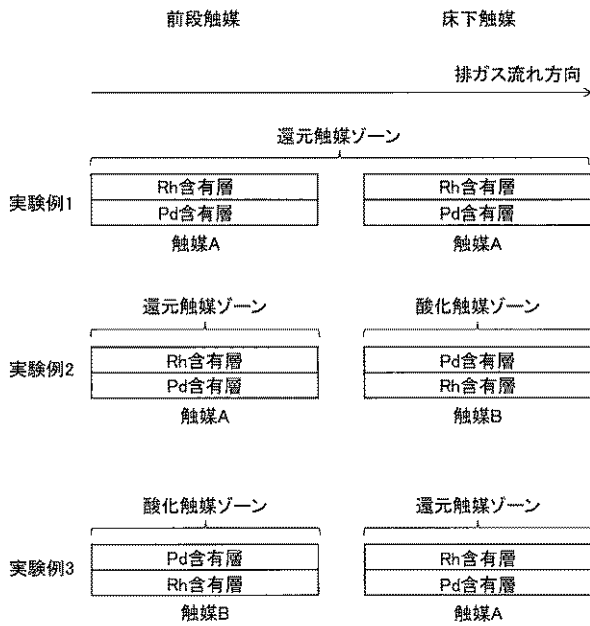 前段触媒 床下触媒
排ガス流れ方向
還元触媒ゾーン
実験例1
Rh含有層 Rh含有層
Pd含有層 Pd含有層
触媒A 触媒A
還元触媒ゾーン 酸化触媒ゾーン
実験例2
Rh含有層 Pd含有層
Pd含有層 Rh含有層
触媒A 触媒B
酸化触媒ゾーン 還元触媒ゾーン
実験例3
Pd含有層 Rh含有層
Rh含有層 Pd含有層
触媒B 触媒A